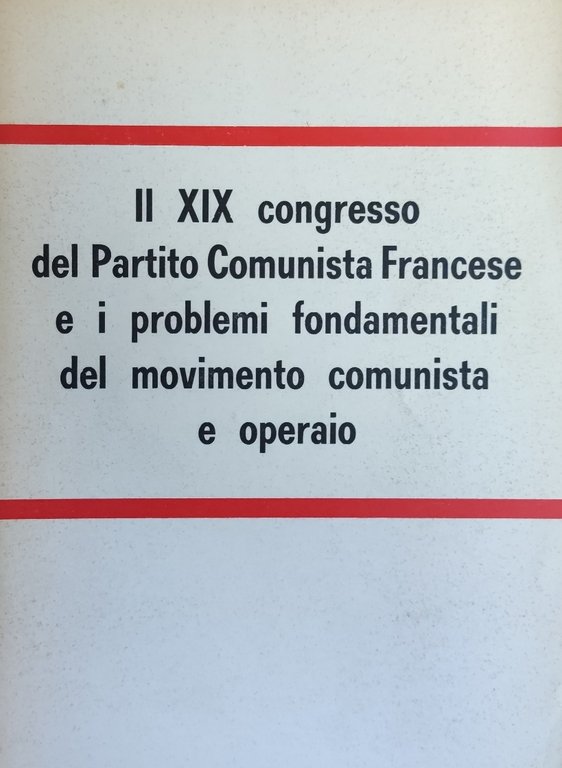 Il XIX congresso
del Partito Comunista Francese
e i problemi fondamentali
del movimento comunista
e operaio